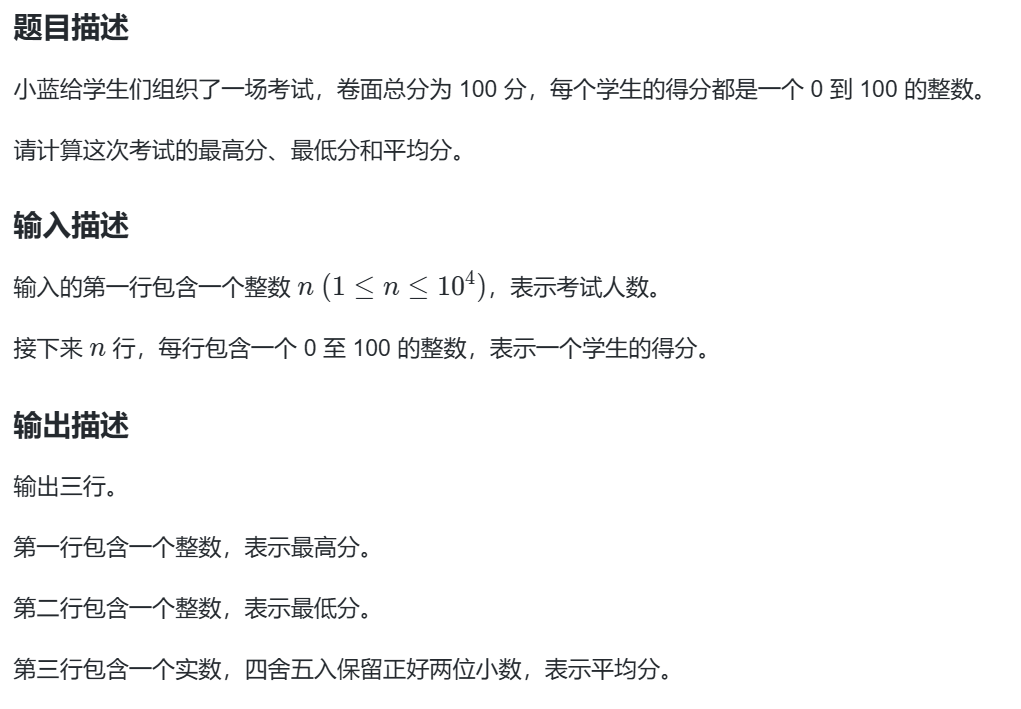 题目描述
小蓝给学生们组织了一场考试，卷面总分为 100 分，每个学生的得分都是一个 0 到 100 的整数。
请计算这次考试的最高分、最低分和平均分。
输入描述
输入的第一行包含一个整数 n (1 ≤ n ≤ 10⁴)，表示考试人数。
接下来 n 行，每行包含一个 0 至 100 的整数，表示一个学生的得分。
输出描述
输出三行。
第一行包含一个整数，表示最高分。
第二行包含一个整数，表示最低分。
第三行包含一个实数，四舍五入保留正好两位小数，表示平均分。